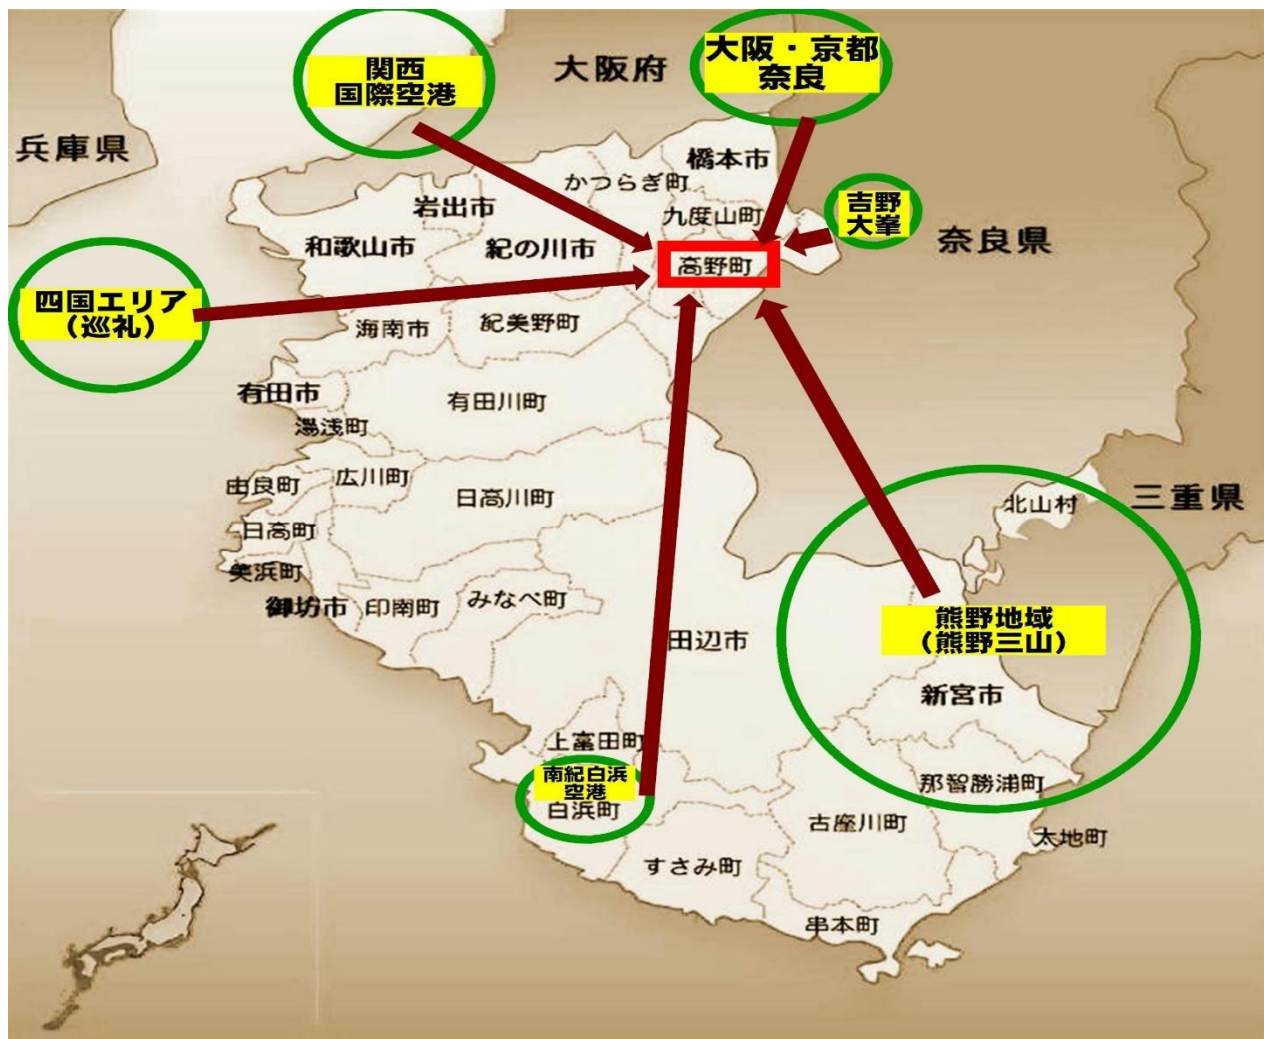 関西
国際空港
大阪府
大阪・京都
奈良
兵庫県
橋本市
かつらぎ町
岩出市
九度山町
吉野
大峯
和歌山市
紀の川市
高野町
奈良県
四国エリア
（巡礼）
海南市
紀美野町
有田市
有田川町
湯浅町
由良町
広川町
日高川町
北山村
三重県
日高町
美浜町
御坊市
印南町
みなべ町
田辺市
熊野地域
（熊野三山）
新宮市
上富田町
南紀白浜
空港
白浜町
那智勝浦町
古座川町
太地町
すさみ町
串本町